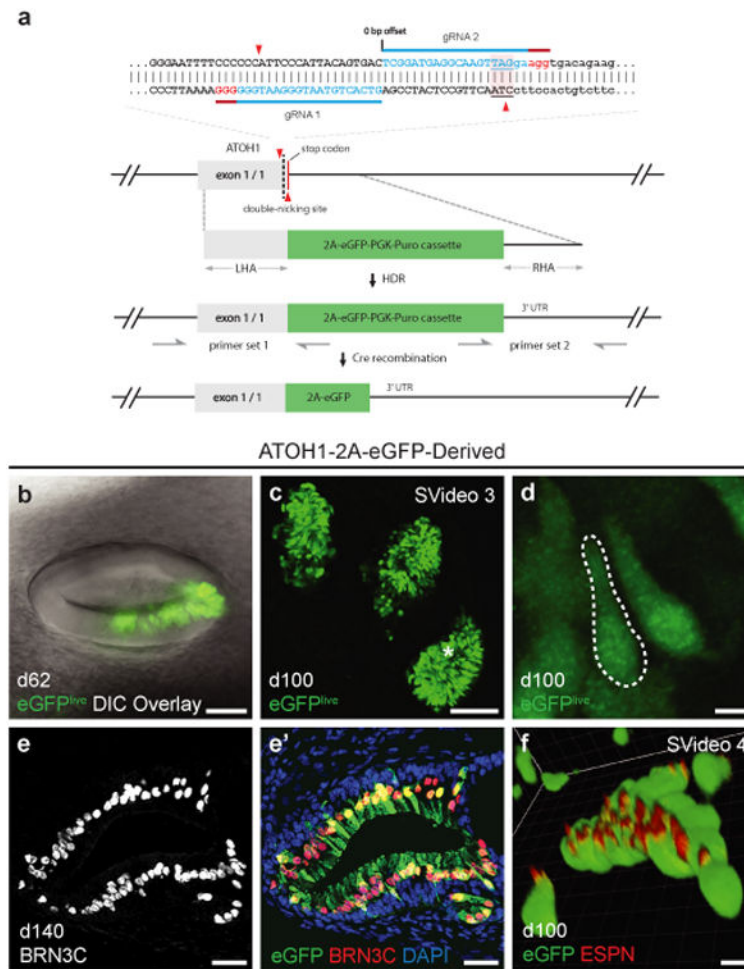 a
0 bp offset
gRNA 2
...GGGAATTTTCCCCCCATTCCCATTACAGTGACTCGGATGAGGCAAGTTAGgaaggtgacagaag...
...CCCTTAAAAGGGGGGTAAGGGTAATGTCACTGAGCCTACTCCGTTCAATCcttccactgtcttc...
gRNA 1
ATOH1
stop codon
exon 1 / 1
double-nicking site
2A-eGFP-PGK-Puro cassette
LHA
HDR
RHA
exon 1 / 1
2A-eGFP-PGK-Puro cassette
3' UTR
primer set 1
primer set 2
Cre recombination
exon 1 / 1
2A-eGFP
3' UTR
ATOH1-2A-eGFP-Derived
b
d62
eGFPlive DIC Overlay
c
SVideo 3
*
d100
eGFPlive
d
d100
eGFPlive
e
d140
BRN3C
e'
eGFP BRN3C DAPI
f
SVideo 4
d100
eGFP ESPN